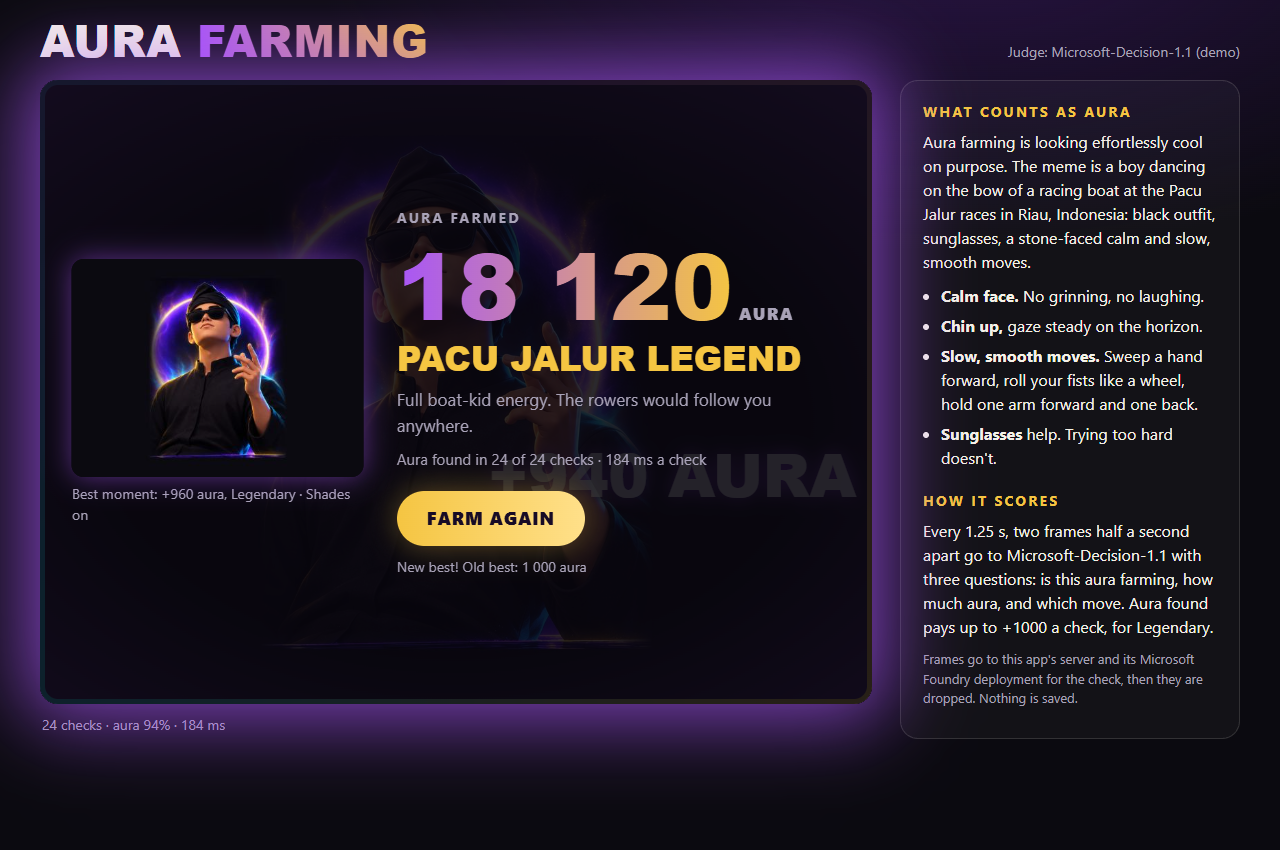 AURA FARMING
Judge: Microsoft-Decision-1.1 (demo)
AURA FARMED
18 120 AURA
PACU JALUR LEGEND
Full boat-kid energy. The rowers would follow you
anywhere.
Aura found in 24 of 24 checks · 184 ms a check
+940 AURA
FARM AGAIN
New best! Old best: 1 000 aura
Best moment: +960 aura, Legendary · Shades
on
24 checks · aura 94% · 184 ms
WHAT COUNTS AS AURA
Aura farming is looking effortlessly cool
on purpose. The meme is a boy dancing
on the bow of a racing boat at the Pacu
Jalur races in Riau, Indonesia: black outfit,
sunglasses, a stone-faced calm and slow,
smooth moves.
• Calm face. No grinning, no laughing.
• Chin up, gaze steady on the horizon.
• Slow, smooth moves. Sweep a hand
forward, roll your fists like a wheel,
hold one arm forward and one back.
• Sunglasses help. Trying too hard
doesn't.
HOW IT SCORES
Every 1.25 s, two frames half a second
apart go to Microsoft-Decision-1.1 with
three questions: is this aura farming, how
much aura, and which move. Aura found
pays up to +1000 a check, for Legendary.
Frames go to this app's server and its Microsoft
Foundry deployment for the check, then they are
dropped. Nothing is saved.